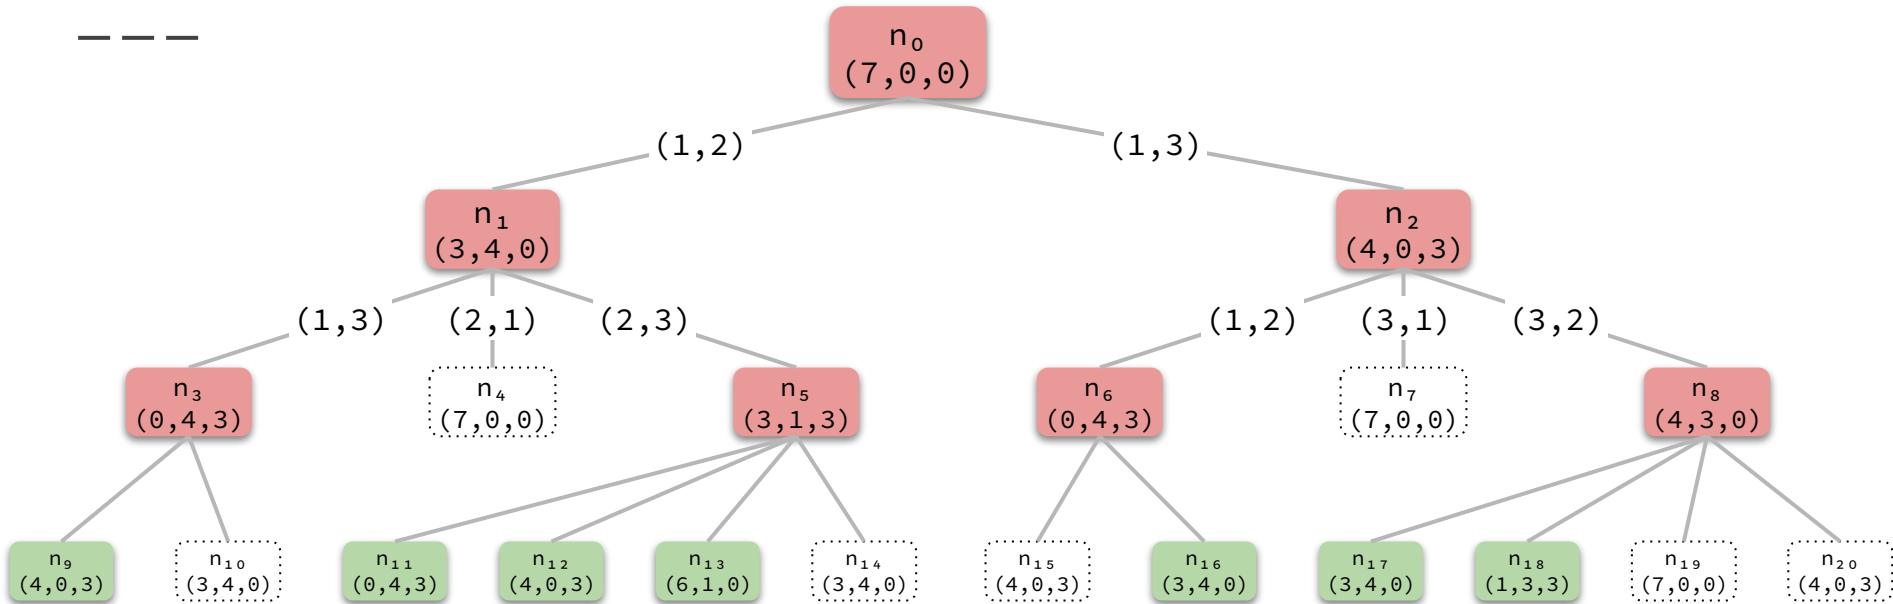 n₀
(7,0,0)
(1,2)
(1,3)
n₁
(3,4,0)
n₂
(4,0,3)
(1,3)
(2,1)
(2,3)
(1,2)
(3,1)
(3,2)
n₃
(0,4,3)
n₄
(7,0,0)
n₅
(3,1,3)
n₆
(0,4,3)
n₇
(7,0,0)
n₈
(4,3,0)
n₉
(4,0,3)
n₁₀
(3,4,0)
n₁₁
(0,4,3)
n₁₂
(4,0,3)
n₁₃
(6,1,0)
n₁₄
(3,4,0)
n₁₅
(4,0,3)
n₁₆
(3,4,0)
n₁₇
(3,4,0)
n₁₈
(1,3,3)
n₁₉
(7,0,0)
n₂₀
(4,0,3)